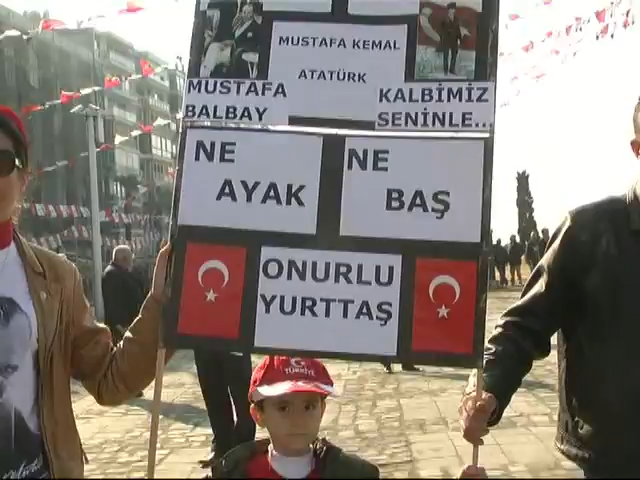 MUSTAFA KEMAL
ATATÜRK
MUSTAFA
BALBAY
KALBİMİZ
SENİNLE...
NE
AYAK
NE
BAŞ
ONURLU
YURTTAŞ
TÜRKİYE